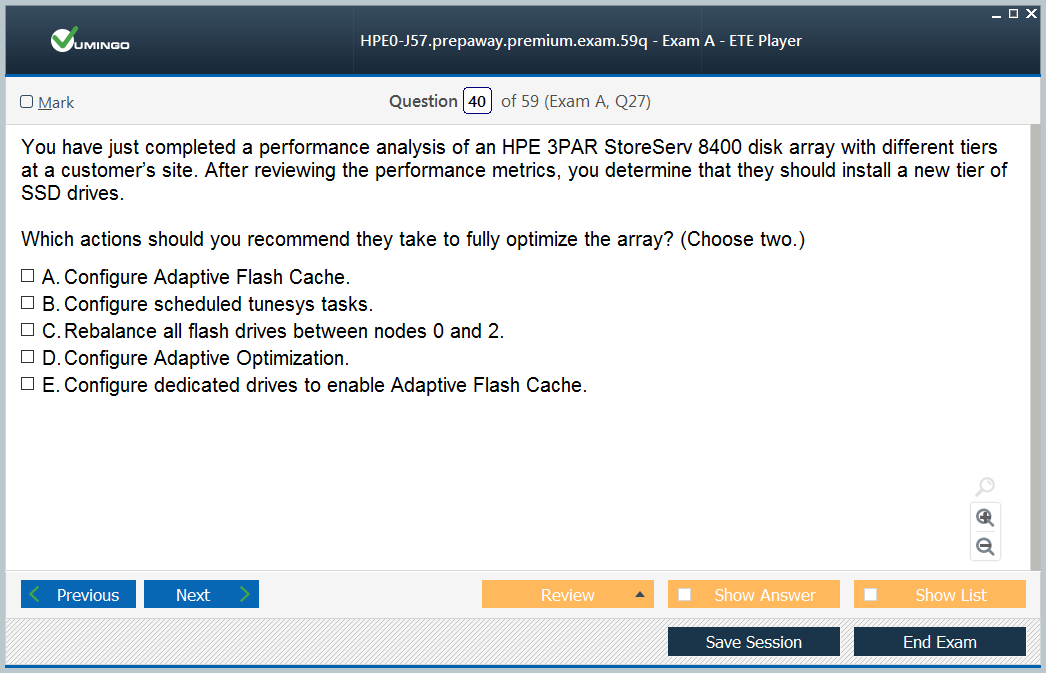 VUMINGO
HPE0-J57.prepaway.premium.exam.59q - Exam A - ETE Player
Mark
Question 40 of 59 (Exam A, Q27)
You have just completed a performance analysis of an HPE 3PAR StoreServ 8400 disk array with different tiers
at a customer’s site. After reviewing the performance metrics, you determine that they should install a new tier of
SSD drives.
Which actions should you recommend they take to fully optimize the array? (Choose two.)
A. Configure Adaptive Flash Cache.
B. Configure scheduled tunesys tasks.
C. Rebalance all flash drives between nodes 0 and 2.
D. Configure Adaptive Optimization.
E. Configure dedicated drives to enable Adaptive Flash Cache.
Previous
Next
Review
Show Answer
Show List
Save Session
End Exam